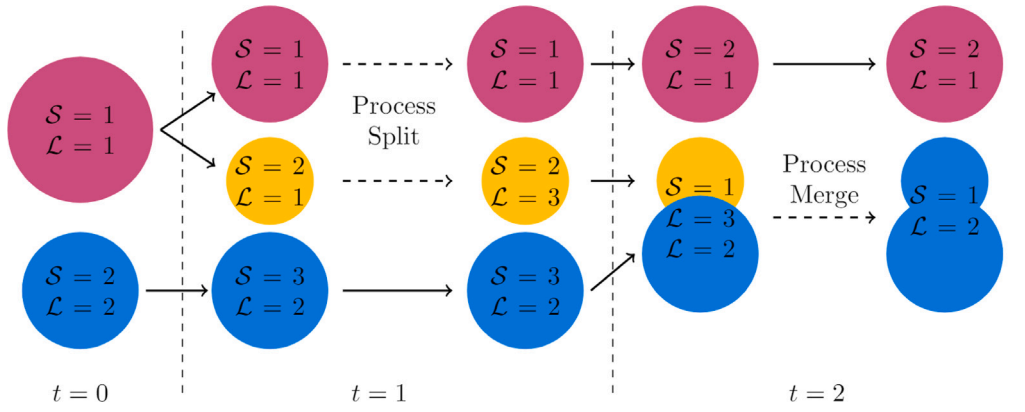 𝒮 = 1
ℒ = 1
𝒮 = 2
ℒ = 2
t = 0
𝒮 = 1
ℒ = 1
𝒮 = 2
ℒ = 1
𝒮 = 3
ℒ = 2
Process
Split
𝒮 = 1
ℒ = 1
𝒮 = 2
ℒ = 3
𝒮 = 3
ℒ = 2
t = 1
𝒮 = 2
ℒ = 1
𝒮 = 1
ℒ = 3
ℒ = 2
Process
Merge
𝒮 = 2
ℒ = 1
𝒮 = 1
ℒ = 2
t = 2